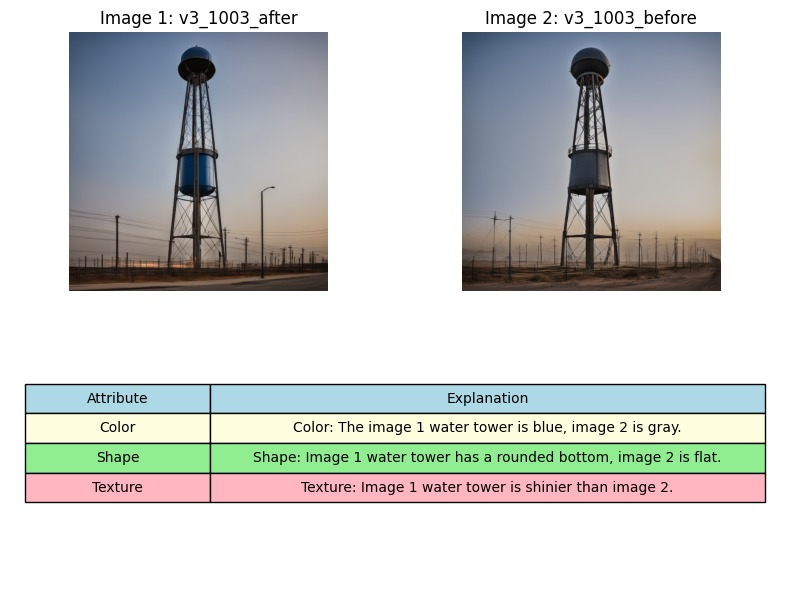 Image 1: v3_1003_after
Image 2: v3_1003_before
Attribute
Explanation
Color
Color: The image 1 water tower is blue, image 2 is gray.
Shape
Shape: Image 1 water tower has a rounded bottom, image 2 is flat.
Texture
Texture: Image 1 water tower is shinier than image 2.